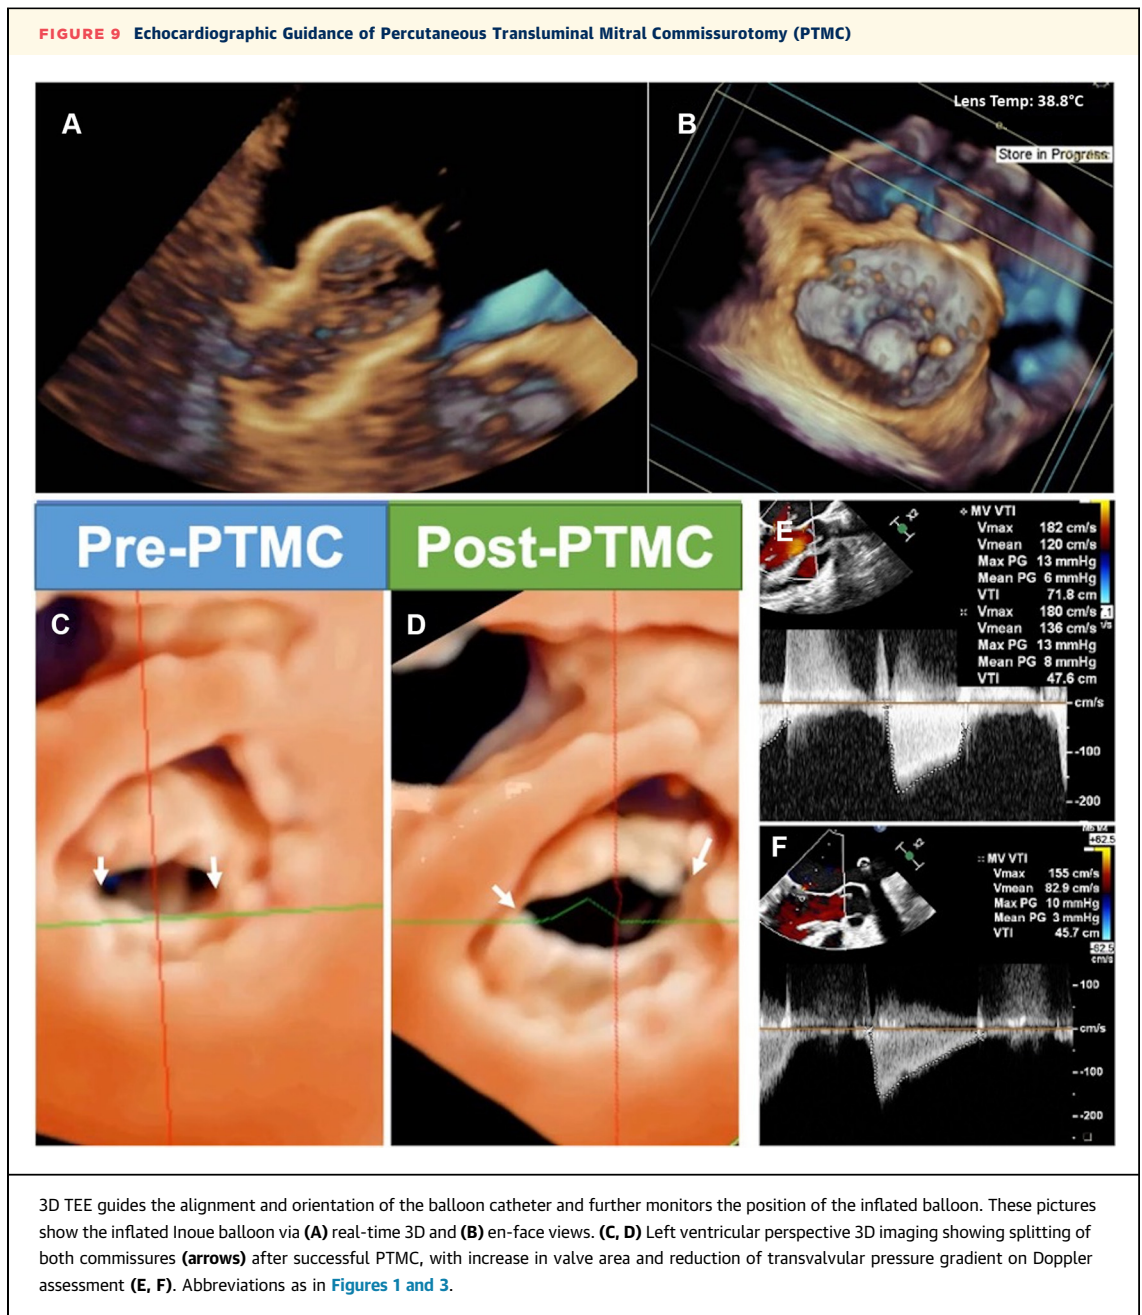 FIGURE 9 Echocardiographic Guidance of Percutaneous Transluminal Mitral Commissurotomy (PTMC)
A
B
Lens Temp: 38.8°C
Store in Progress
Pre-PTMC
Post-PTMC
C
D
E
x2
MV VTI
Vmax 182 cm/s
Vmean 120 cm/s
Max PG 13 mmHg
Mean PG 6 mmHg
VTI 71.8 cm
Vmax 180 cm/s
Vmean 136 cm/s
Max PG 13 mmHg
Mean PG 8 mmHg
VTI 47.6 cm
cm/s
-100
-200
F
x2
+62.5
MV VTI
Vmax 155 cm/s
Vmean 82.9 cm/s
Max PG 10 mmHg
Mean PG 3 mmHg
VTI 45.7 cm
-62.5
cm/s
-100
cm/s
-100
-200
3D TEE guides the alignment and orientation of the balloon catheter and further monitors the position of the inflated balloon. These pictures
show the inflated Inoue balloon via (A) real-time 3D and (B) en-face views. (C, D) Left ventricular perspective 3D imaging showing splitting of
both commissures (arrows) after successful PTMC, with increase in valve area and reduction of transvalvular pressure gradient on Doppler
assessment (E, F). Abbreviations as in Figures 1 and 3.